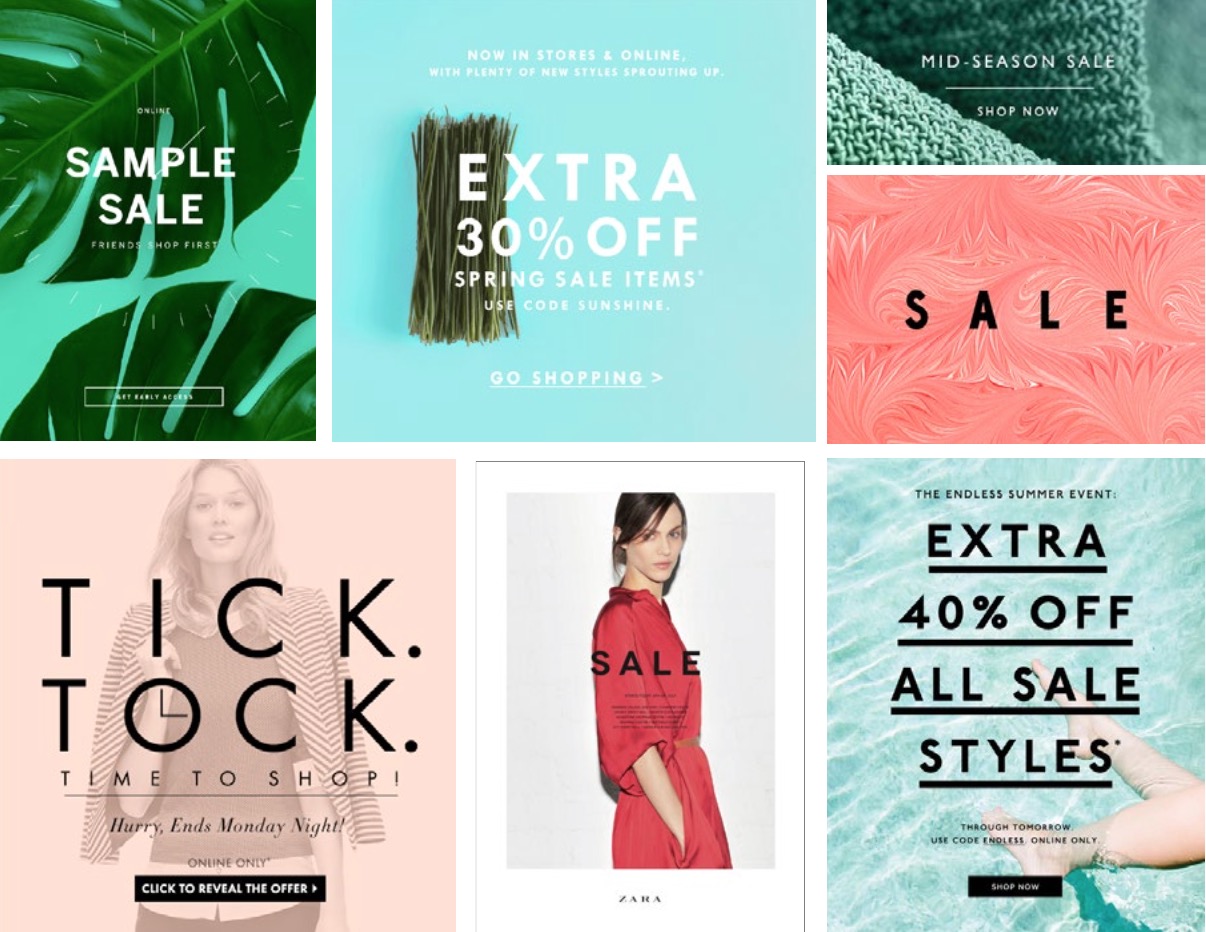 ONLINE
SAMPLE
SALE
FRIENDS SHOP FIRST
GET EARLY ACCESS
NOW IN STORES & ONLINE,
WITH PLENTY OF NEW STYLES SPROUTING UP.
EXTRA
30% OFF
SPRING SALE ITEMS*
USE CODE SUNSHINE.
GO SHOPPING >
MID-SEASON SALE
SHOP NOW
SALE
TICK.
TOCK.
TIME TO SHOP!
Hurry, Ends Monday Night!
ONLINE ONLY*
CLICK TO REVEAL THE OFFER
SALE
ZARA
THE ENDLESS SUMMER EVENT:
EXTRA
40% OFF
ALL SALE
STYLES*
THROUGH TOMORROW.
USE CODE ENDLESS. ONLINE ONLY.
SHOP NOW